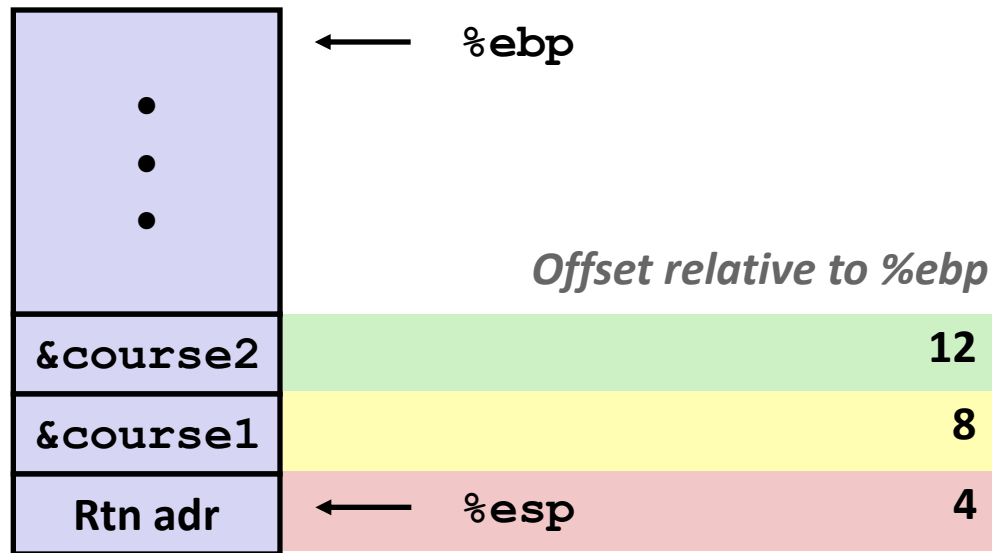 %ebp
Offset relative to %ebp
&course2 12
&course1 8
Rtn adr %esp 4